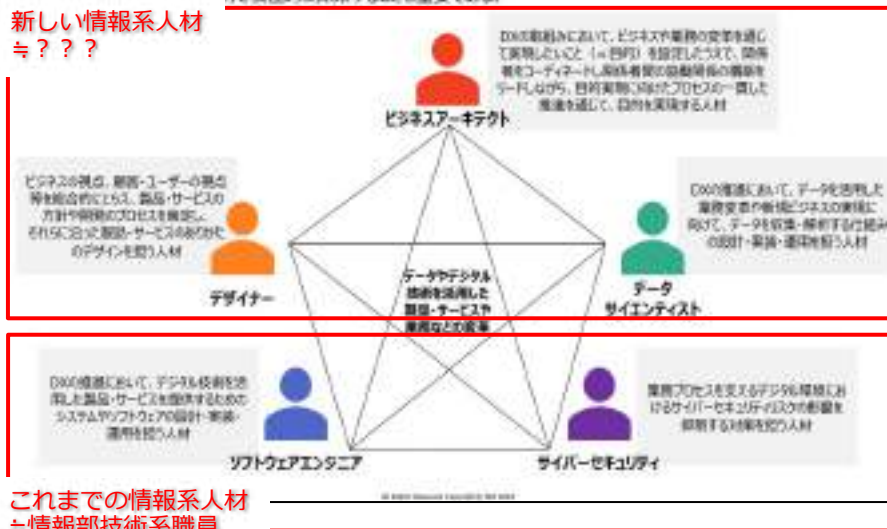 新しい情報系人材
≒？？？
DXの取組みにおいて、ビジネスや業務の変革を通じ
て実現したいこと（＝目的）を設定したうえで、関係
者をコーディネートし関係者間の協働関係の構築を
リードしながら、目的実現に向けたプロセスの一貫した
推進を通じて、目的を実現する人材
ビジネスアーキテクト
ビジネスの視点、顧客・ユーザーの視点
等を総合的にとらえ、製品・サービスの
方針や開発のプロセスを策定し、
それらに沿った製品・サービスのありかた
のデザインを担う人材
デザイナー
DXの推進において、データを活用した
業務変革や新規ビジネスの実現に
向けて、データを収集・解析する仕組み
の設計・実装・運用を担う人材
データ
サイエンティスト
データやデジタル
技術を活用した
製品・サービスや
業務などの変革
DXの推進において、デジタル技術を活
用した製品・サービスを提供するための
システムやソフトウェアの設計・実装・
運用を担う人材
ソフトウェアエンジニア
業務プロセスを支えるデジタル環境にお
けるサイバーセキュリティリスクの影響を
抑制する対策を担う人材
サイバーセキュリティ
これまでの情報系人材
≒情報部技術系職員